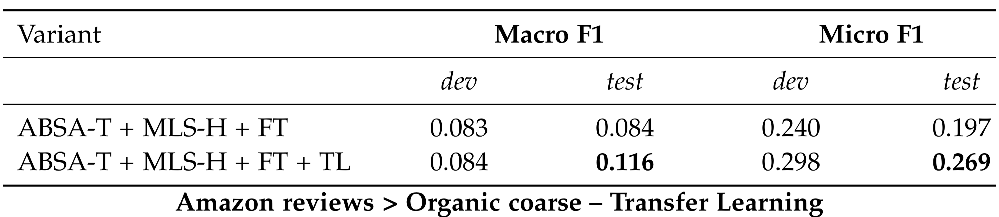 Variant Macro F1 Micro F1
dev test dev test
ABSA-T + MLS-H + FT 0.083 0.084 0.240 0.197
ABSA-T + MLS-H + FT + TL 0.084 0.116 0.298 0.269
Amazon reviews > Organic coarse – Transfer Learning